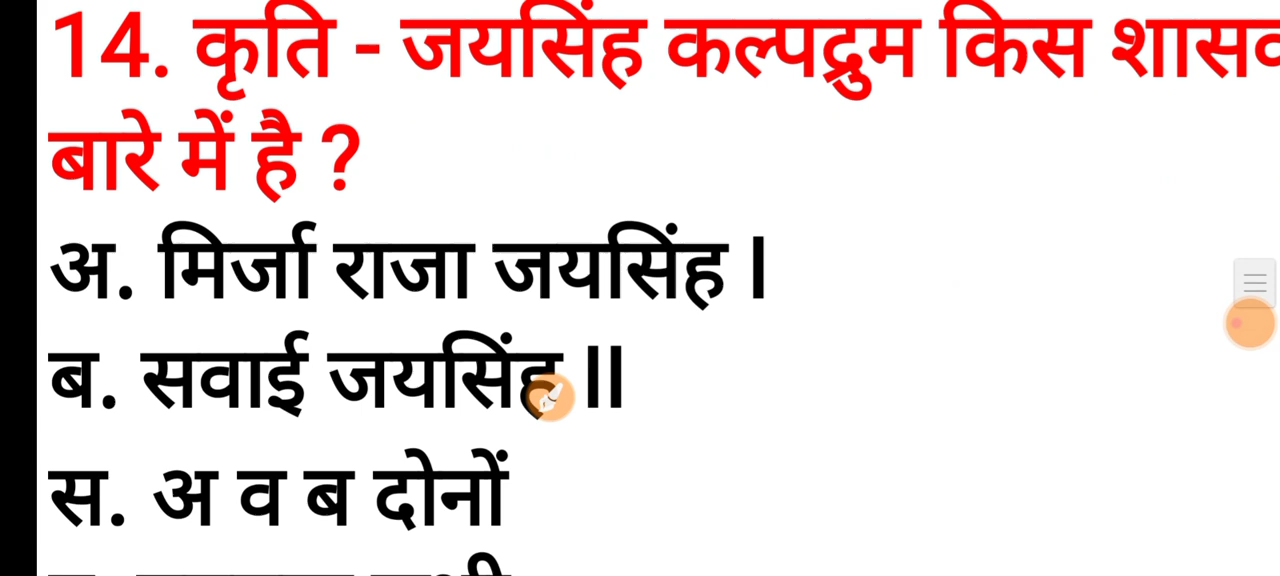 14. कृति - जयसिंह कल्पद्रुम किस
बारे में है ?
अ. मिर्जा राजा जयसिंह I
ब. सवाई जयसिंह II
स. अ व ब दोनों